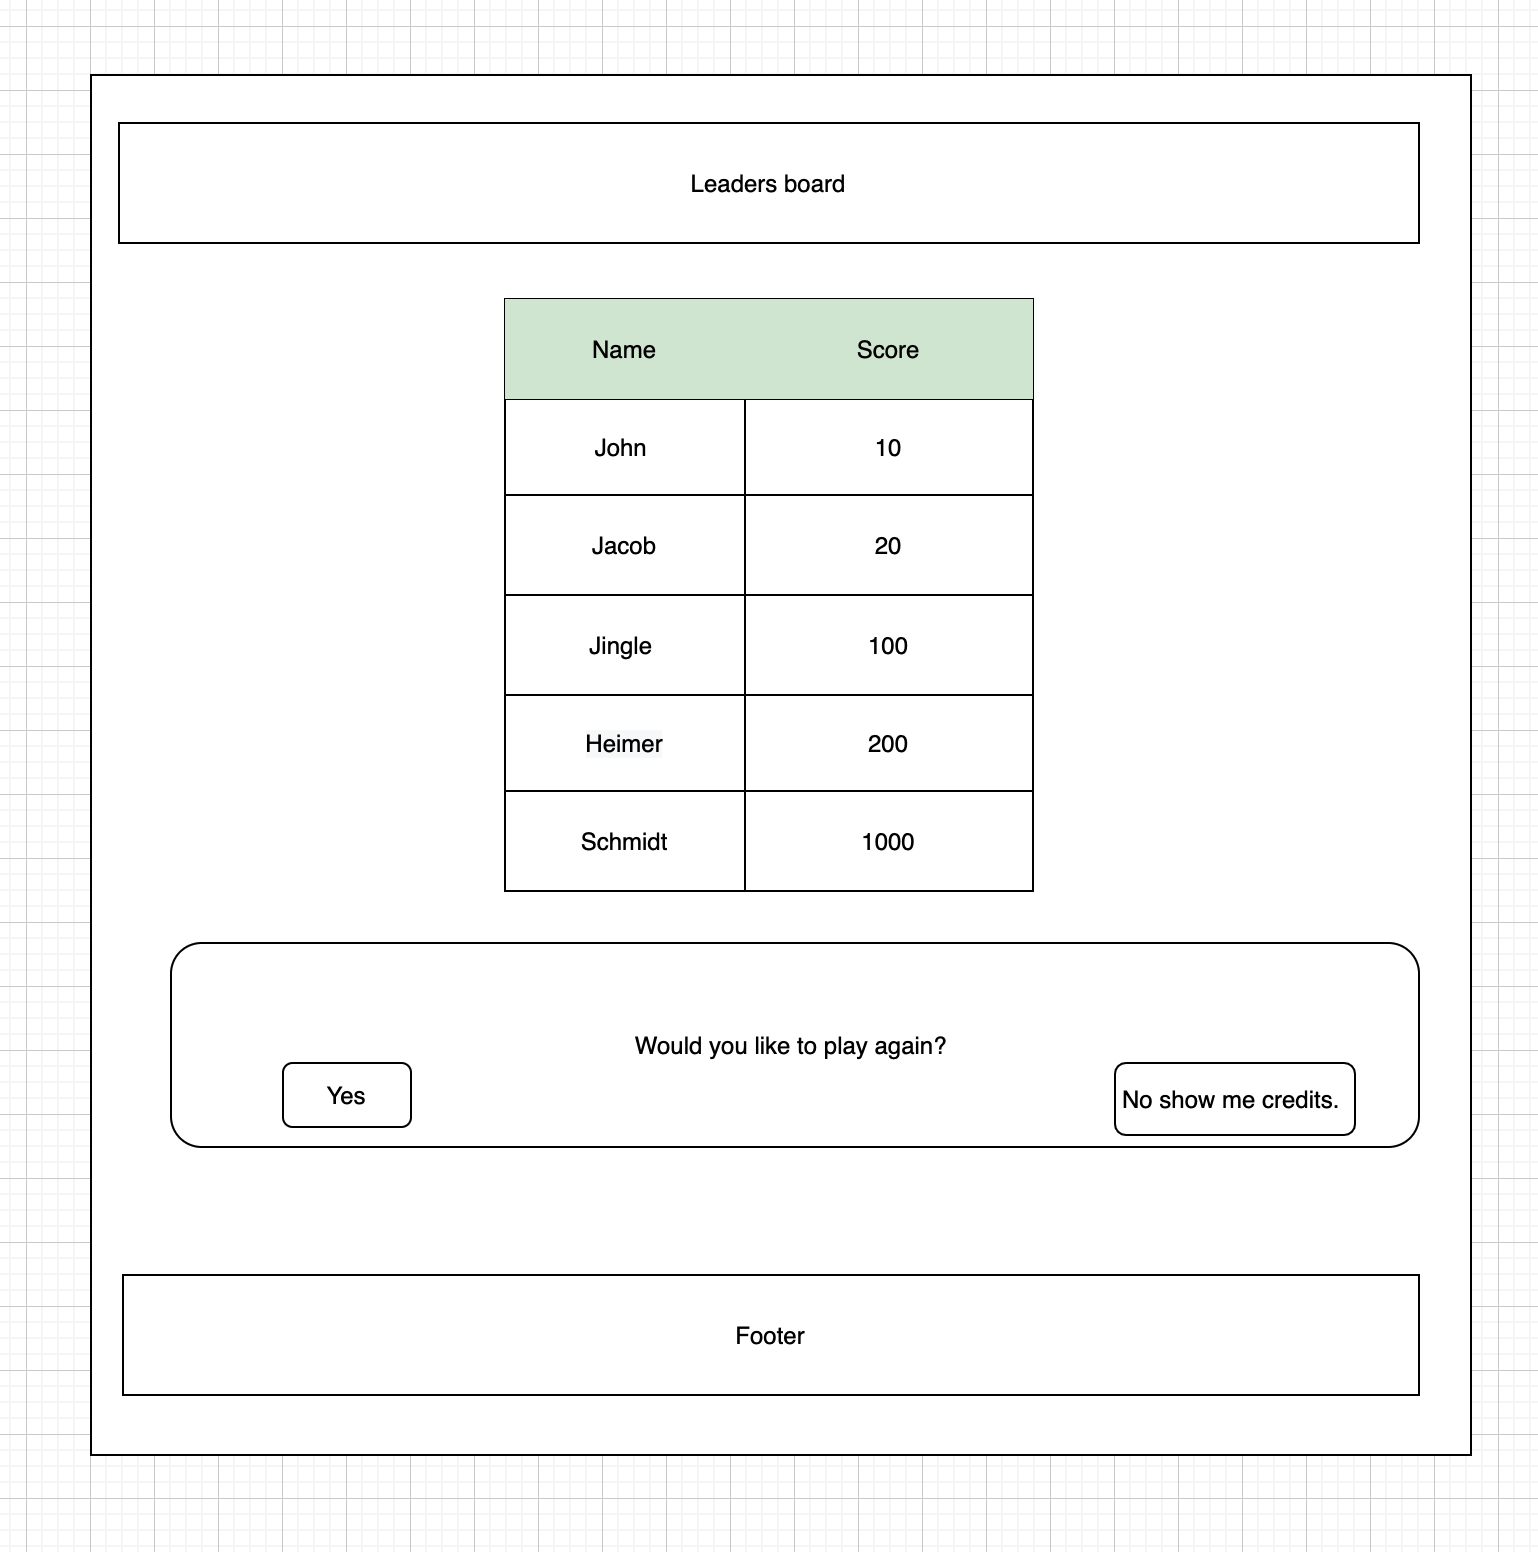 Leaders board
Name Score
John 10
Jacob 20
Jingle 100
Heimer 200
Schmidt 1000
Would you like to play again?
Yes
No show me credits.
Footer